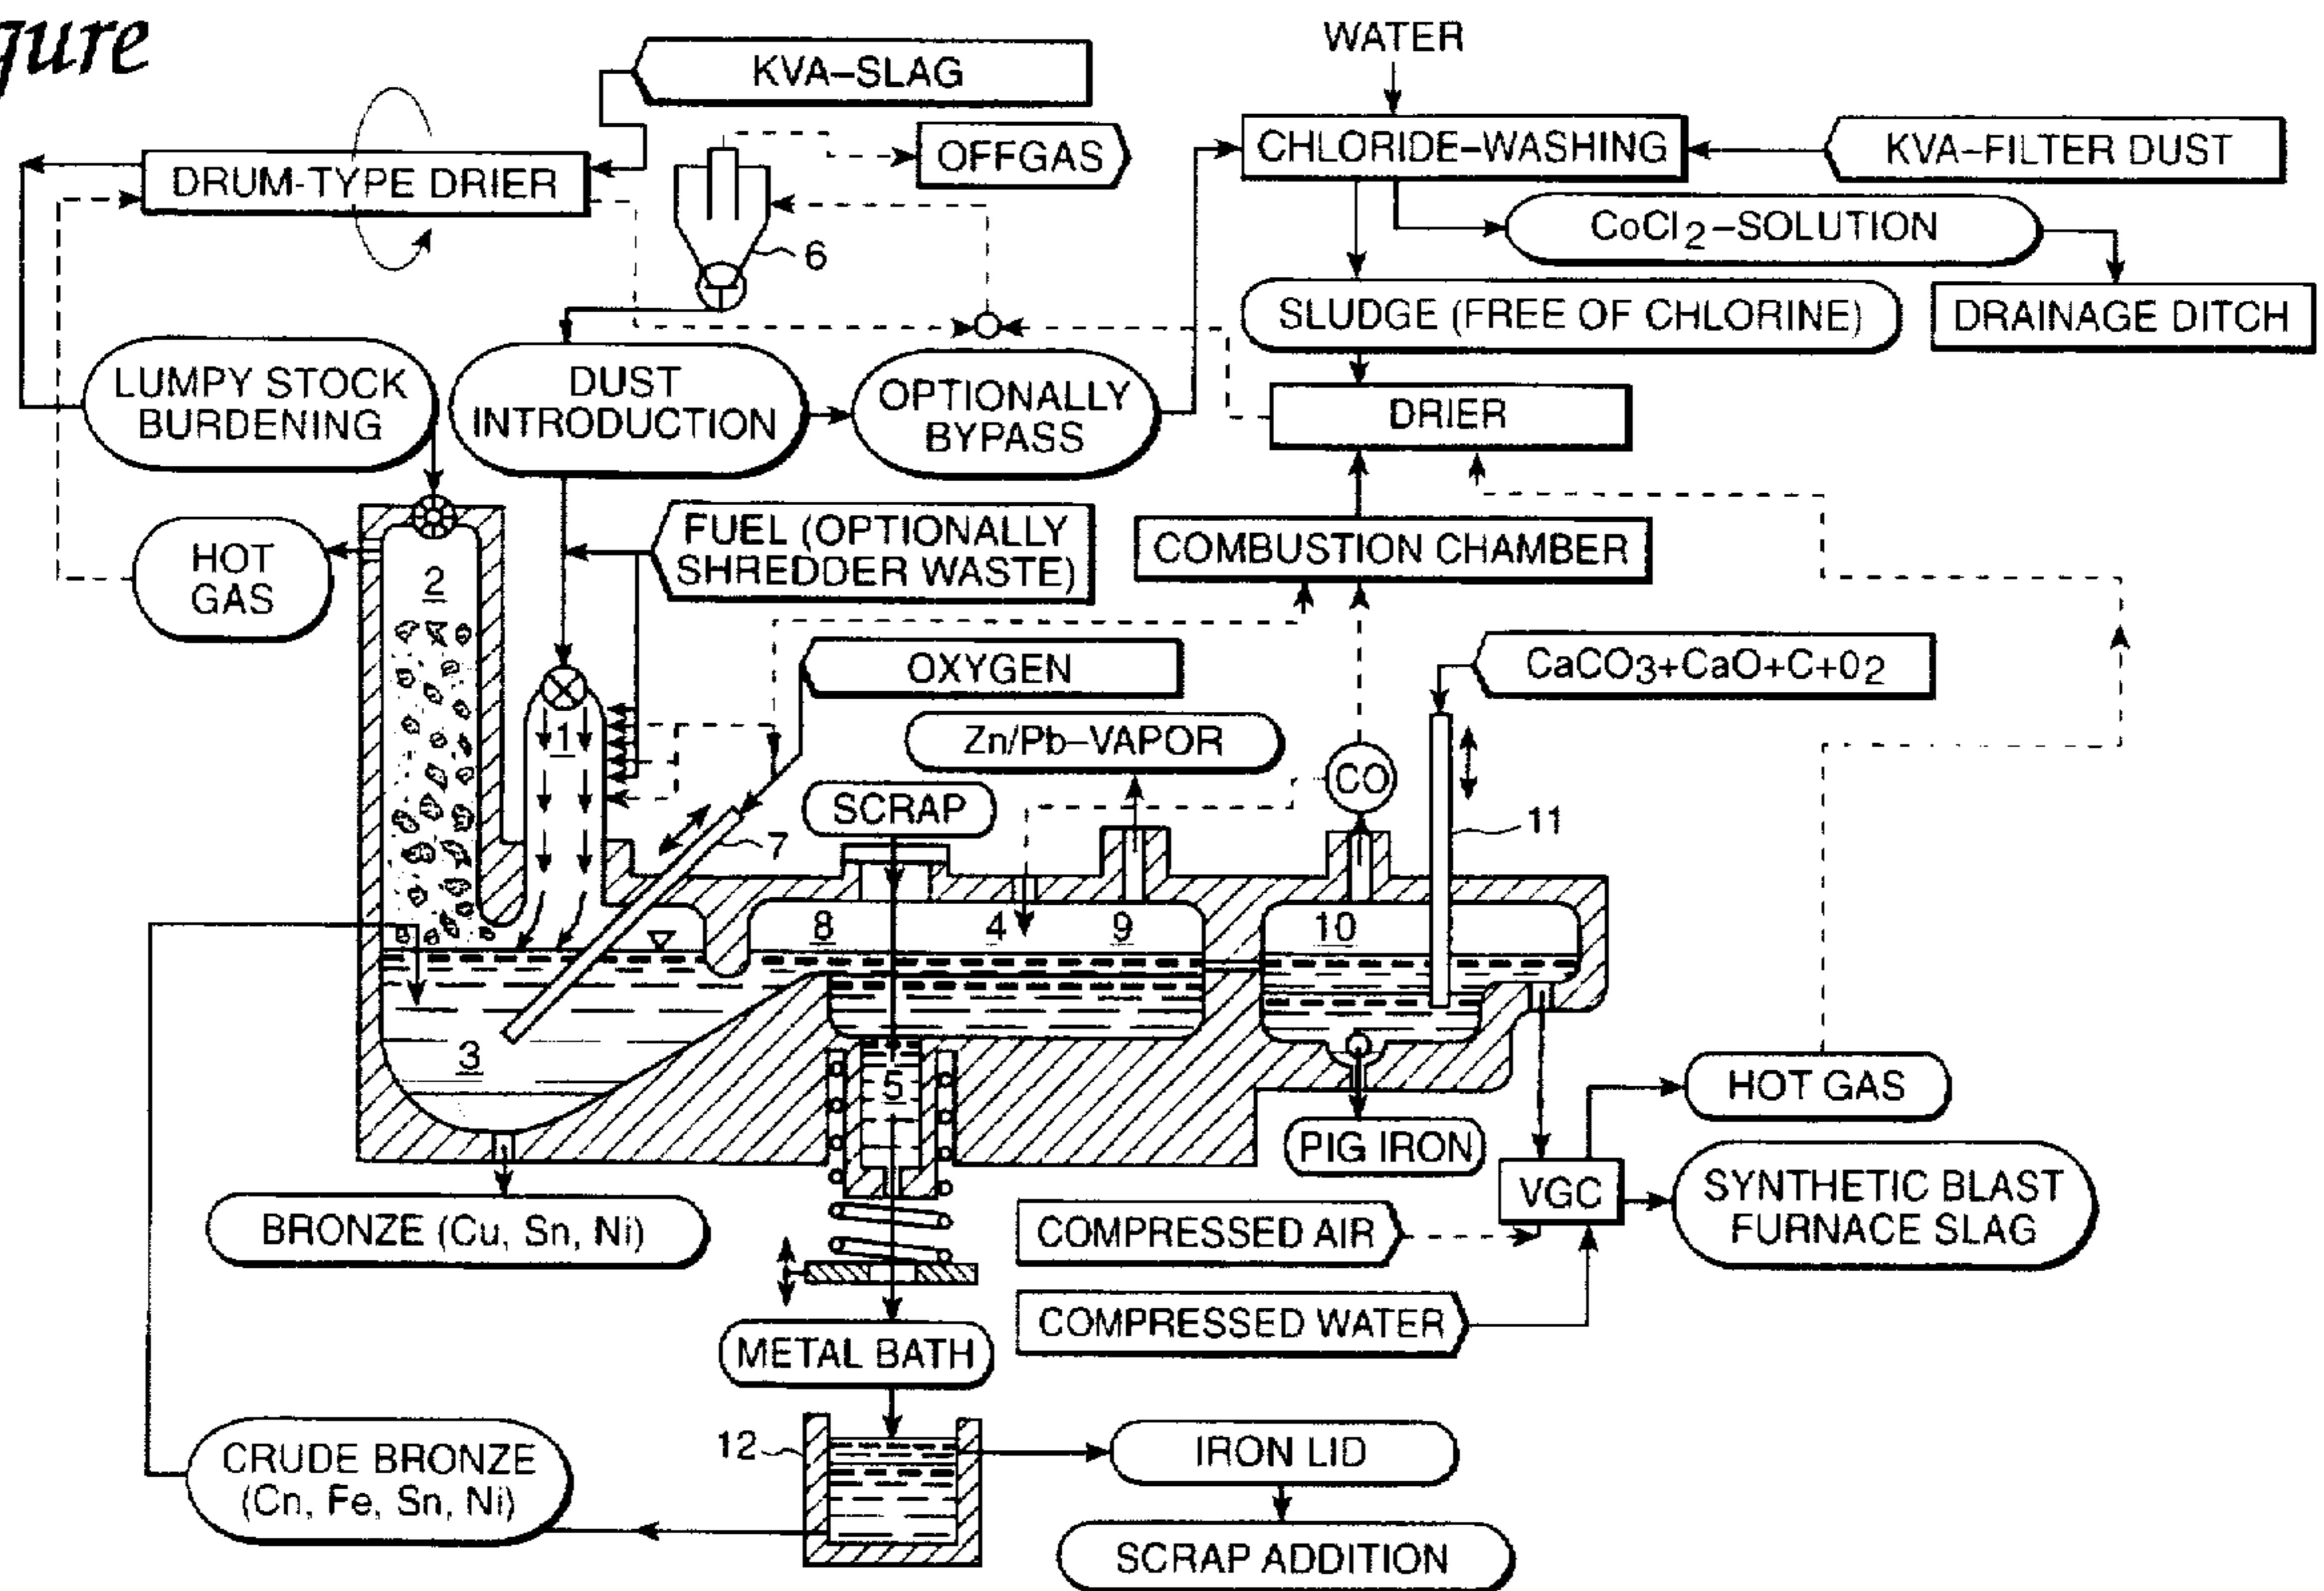 gure
KVA–SLAG
WATER
OFFGAS
CHLORIDE–WASHING
KVA–FILTER DUST
DRUM-TYPE DRIER
CoCl2–SOLUTION
6
SLUDGE (FREE OF CHLORINE)
DRAINAGE DITCH
LUMPY STOCK
BURDENING
DUST
INTRODUCTION
OPTIONALLY
BYPASS
DRIER
FUEL (OPTIONALLY
SHREDDER WASTE)
COMBUSTION CHAMBER
HOT
GAS
2
OXYGEN
CaCO3+CaO+C+02
1
Zn/Pb–VAPOR
CO
SCRAP
7
11
8
4
9
10
3
5
HOT GAS
PIG IRON
VGC
SYNTHETIC BLAST
FURNACE SLAG
BRONZE (Cu, Sn, Ni)
COMPRESSED AIR
COMPRESSED WATER
METAL BATH
12
IRON LID
CRUDE BRONZE
(Cn, Fe, Sn, Ni)
SCRAP ADDITION